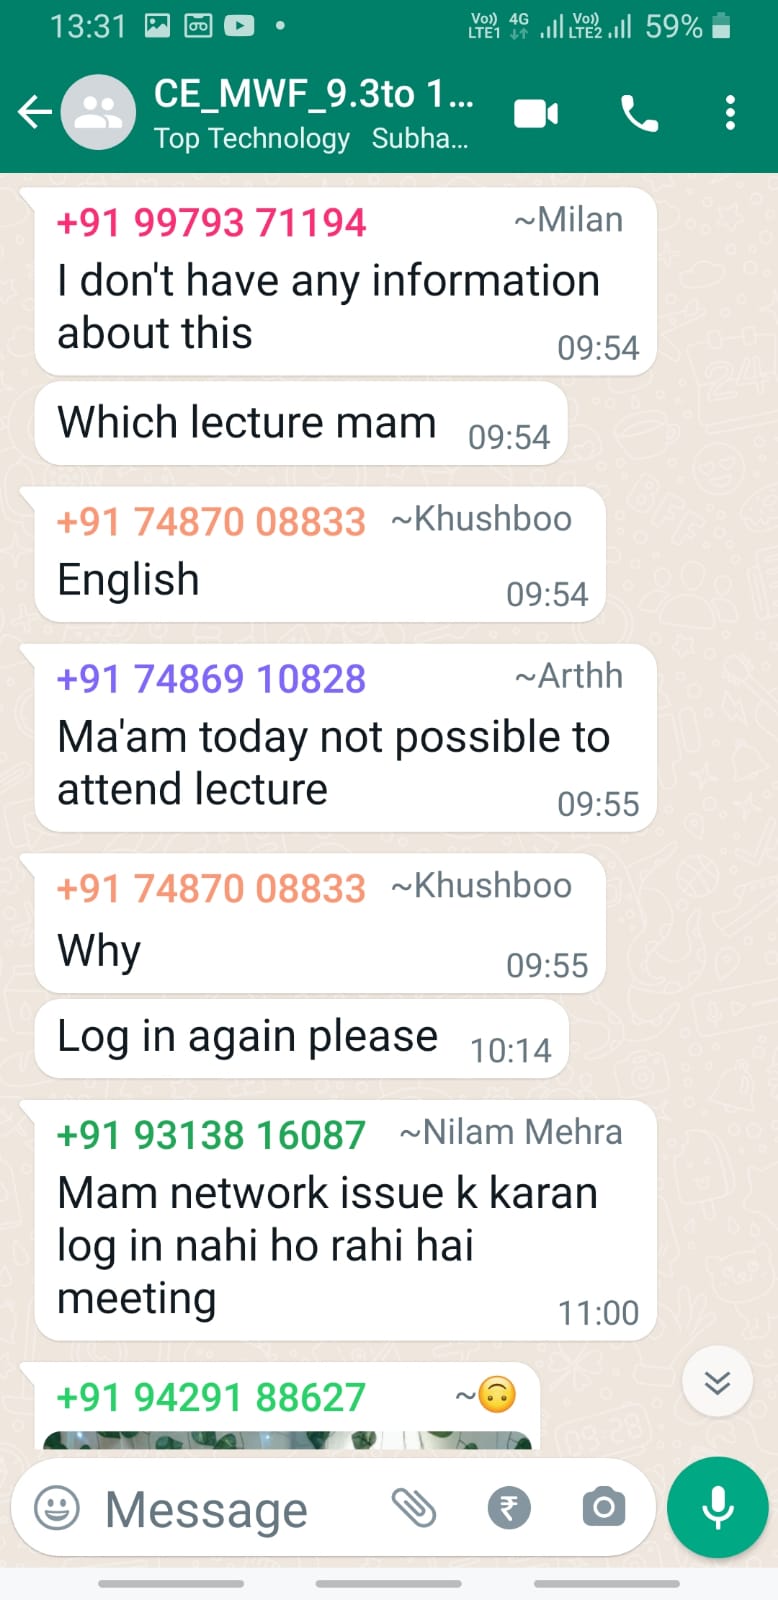 13:31
Vo)) 4G Vo)) 59%
LTE1 LTE2
CE_MWF_9.3to 1...
Top Technology Subha...
+91 99793 71194 ~Milan
I don't have any information
about this
09:54
Which lecture mam 09:54
+91 74870 08833 ~Khushboo
English
09:54
+91 74869 10828 ~Arthh
Ma'am today not possible to
attend lecture
09:55
+91 74870 08833 ~Khushboo
Why
09:55
Log in again please 10:14
+91 93138 16087 ~Nilam Mehra
Mam network issue k karan
log in nahi ho rahi hai
meeting
11:00
+91 94291 88627 ~🙃
Message